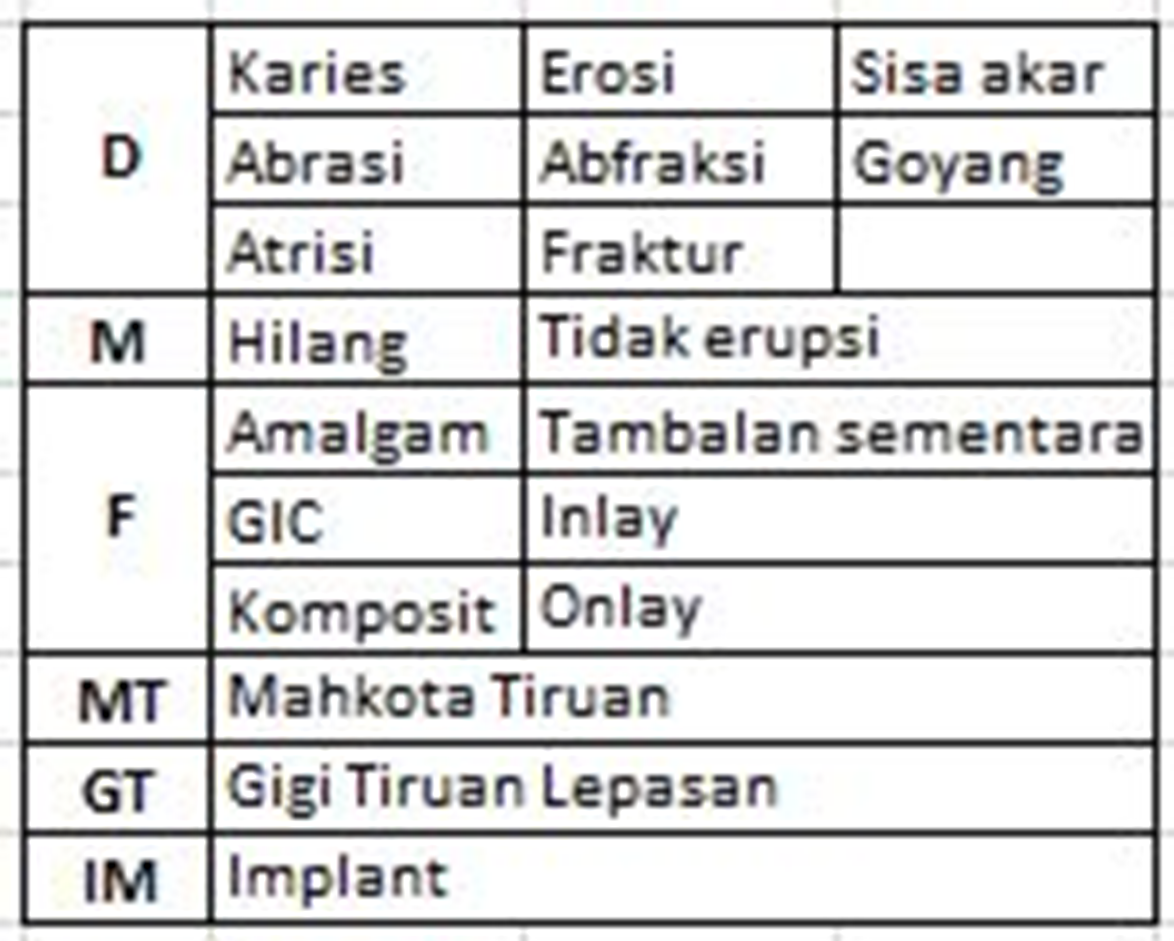 D Karies Erosi Sisa akar
Abrasi Abfraksi Goyang
Atrisi Fraktur
M Hilang Tidak erupsi
F Amalgam Tambalan sementara
GIC Inlay
Komposit Onlay
MT Mahkota Tiruan
GT Gigi Tiruan Lepasan
IM Implant